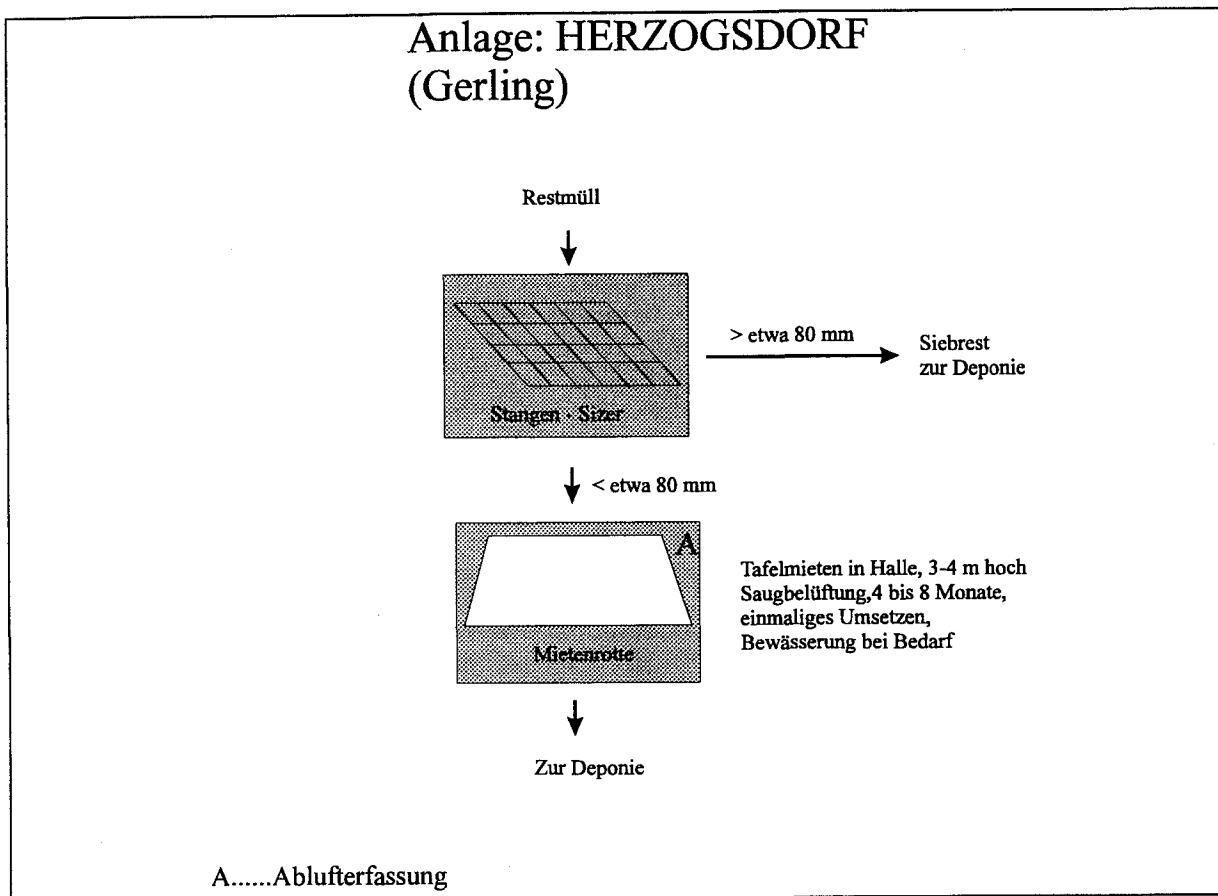 Anlage: HERZOGSDORF
(Gerling)
Restmüll
> etwa 80 mm
Siebrest
zur Deponie
Stangen - Sizer
< etwa 80 mm
A
Tafelmieten in Halle, 3-4 m hoch
Saugbelüftung,4 bis 8 Monate,
einmaliges Umsetzen,
Bewässerung bei Bedarf
Mietenrotte
Zur Deponie
A......Ablufterfassung